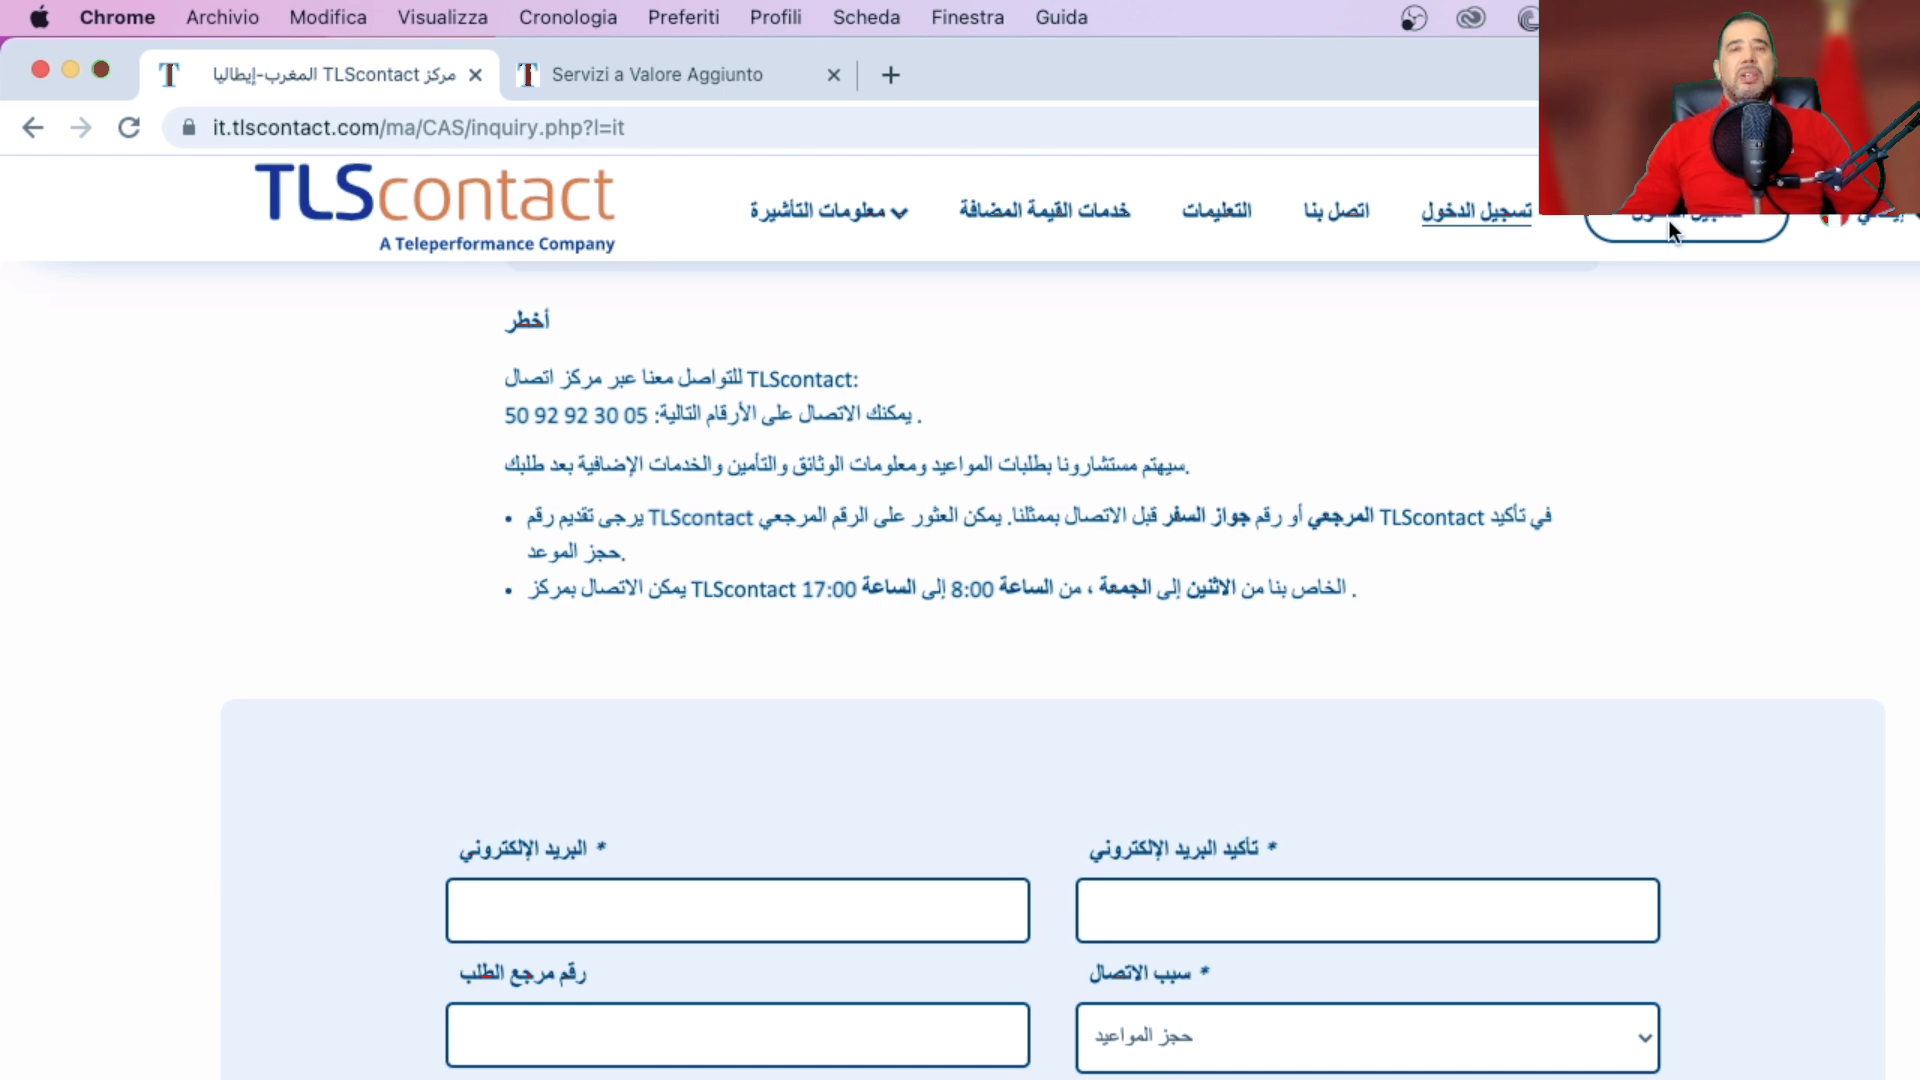 Chrome Archivio Modifica Visualizza Cronologia Preferiti Profili Scheda Finestra Guida
مركز TLScontact المغرب-إيطاليا
Servizi a Valore Aggiunto
it.tlscontact.com/ma/CAS/inquiry.php?l=it
TLScontact
A Teleperformance Company
معلومات التأشيرة
خدمات القيمة المضافة
التعليمات
اتصل بنا
تسجيل الدخول
أخطر
للتواصل معنا عبر مركز اتصال TLScontact:
يمكنك الاتصال على الأرقام التالية: 05 30 92 92 50 .
سيهتم مستشارونا بطلبات المواعيد ومعلومات الوثائق والتأمين والخدمات الإضافية بعد طلبك.
• يرجى تقديم رقم TLScontact المرجعي أو رقم جواز السفر قبل الاتصال بممثلنا. يمكن العثور على الرقم المرجعي TLScontact في تأكيد
حجز الموعد.
• يمكن الاتصال بمركز TLScontact الخاص بنا من الاثنين إلى الجمعة ، من الساعة 8:00 إلى الساعة 17:00 .
البريد الإلكتروني *
تأكيد البريد الإلكتروني *
رقم مرجع الطلب
سبب الاتصال *
حجز المواعيد